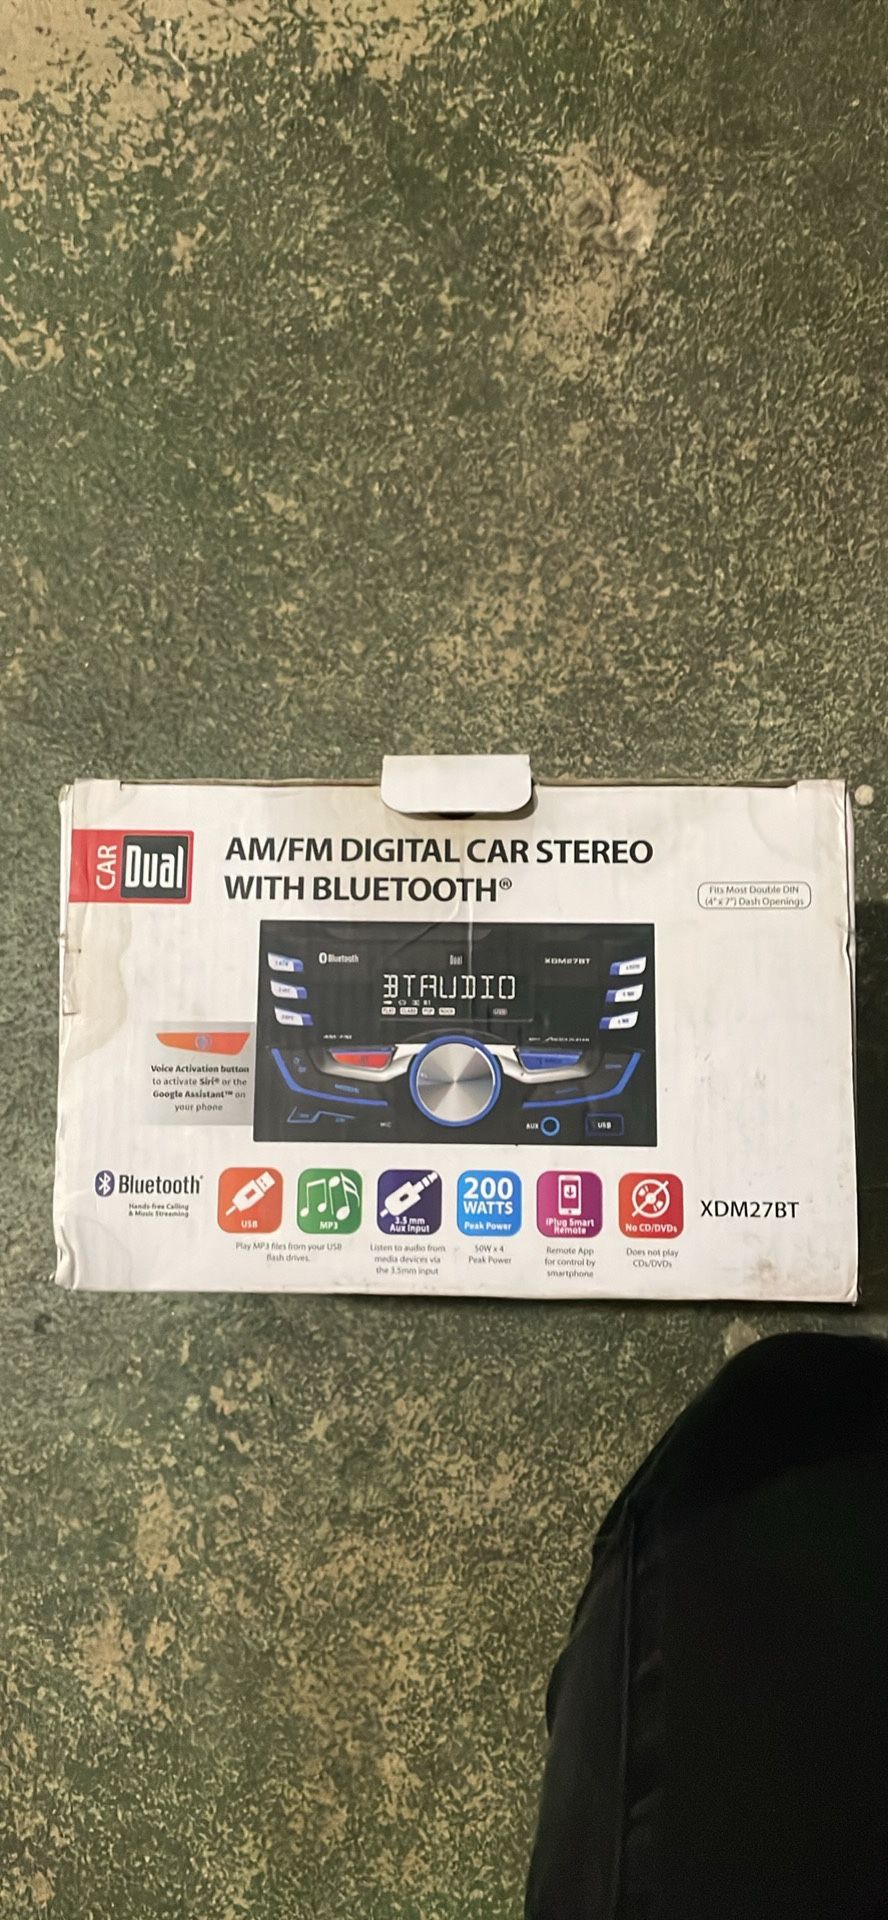 CAR
Dual
AM/FM DIGITAL CAR STEREO
WITH BLUETOOTH®
Fits Most Double DIN
(4" x 7") Dash Openings
Bluetooth
Dual
XDM27BT
BTAUDIO
MIC
AUX
USB
Voice Activation button
to activate Siri® or the
Google Assistant™ on
your phone
Bluetooth®
Hands-free Calling
& Music Streaming
USB
MP3
Play MP3 files from your USB
flash drives.
3.5 mm
Aux Input
Listen to audio from
media devices via
the 3.5mm input
200
WATTS
Peak Power
50W x 4
Peak Power
iPlug Smart
Remote
Remote App
for control by
smartphone
No CD/DVDs
Does not play
CDs/DVDs
XDM27BT